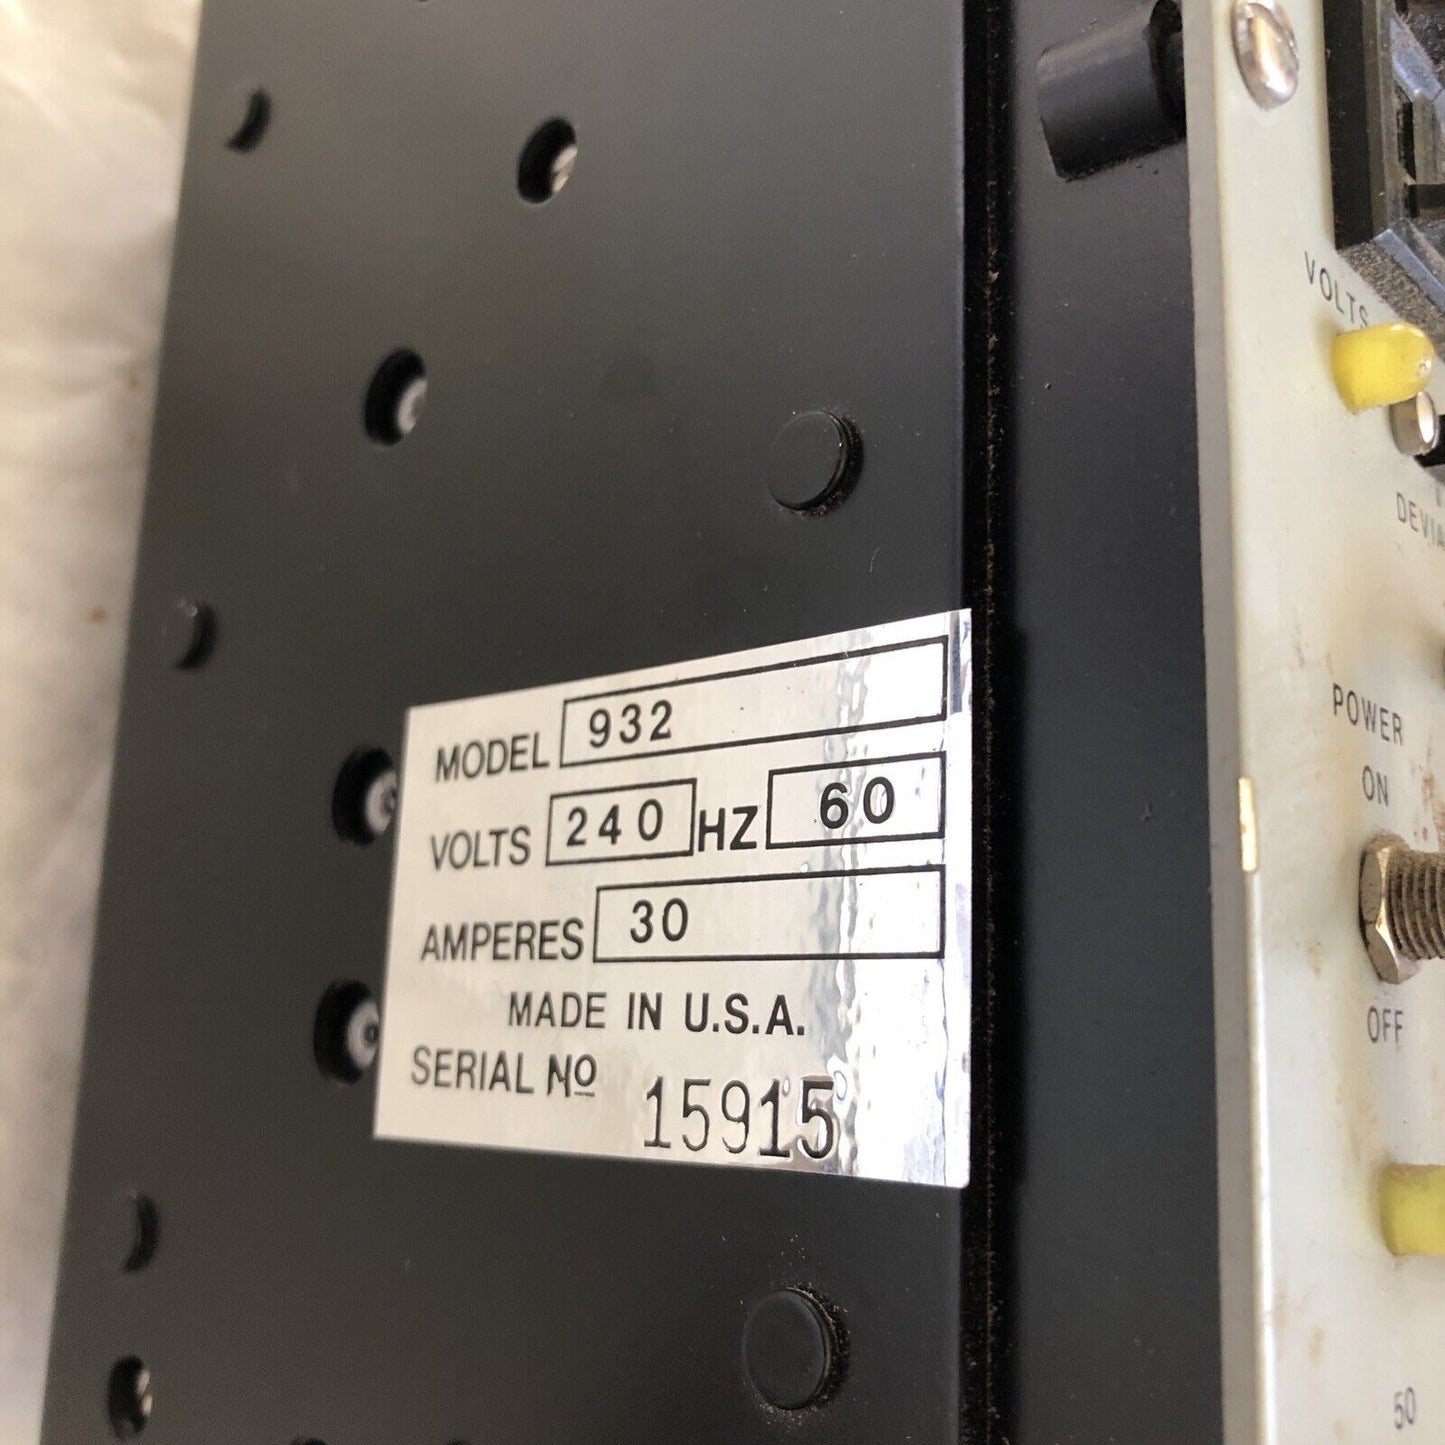 MODEL 932
VOLTS 240 HZ 60
AMPERES 30
MADE IN U.S.A.
SERIAL Nº 15915
VOLTS
POWER
ON
OFF
50